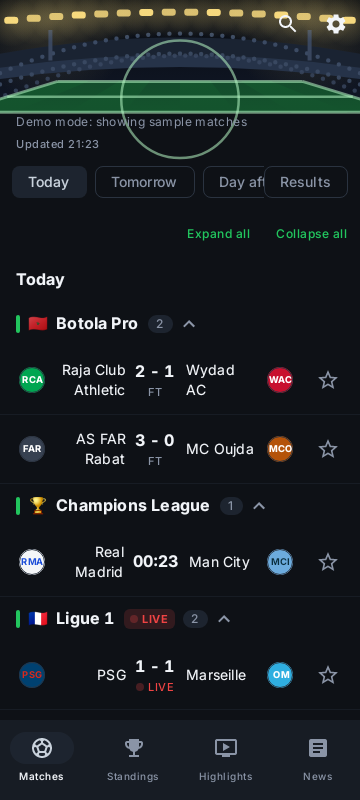 Demo mode: showing sample matches
Updated 21:23
Today Tomorrow Day aft Results
Expand all Collapse all
Today
Botola Pro 2
RCA Raja Club Athletic 2 - 1 FT Wydad AC WAC
FAR AS FAR Rabat 3 - 0 FT MC Oujda MCO
Champions League 1
RMA Real Madrid 00:23 Man City MCI
Ligue 1 LIVE 2
PSG PSG 1 - 1 LIVE Marseille OM
Matches Standings Highlights News